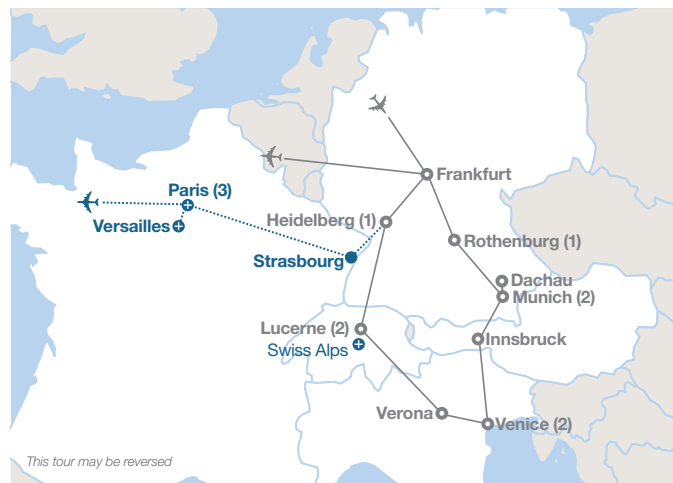 Frankfurt
Paris (3)
Heidelberg (1)
Versailles
Rothenburg (1)
Strasbourg
Dachau
Munich (2)
Lucerne (2)
Innsbruck
Swiss Alps
Verona
Venice (2)
This tour may be reversed